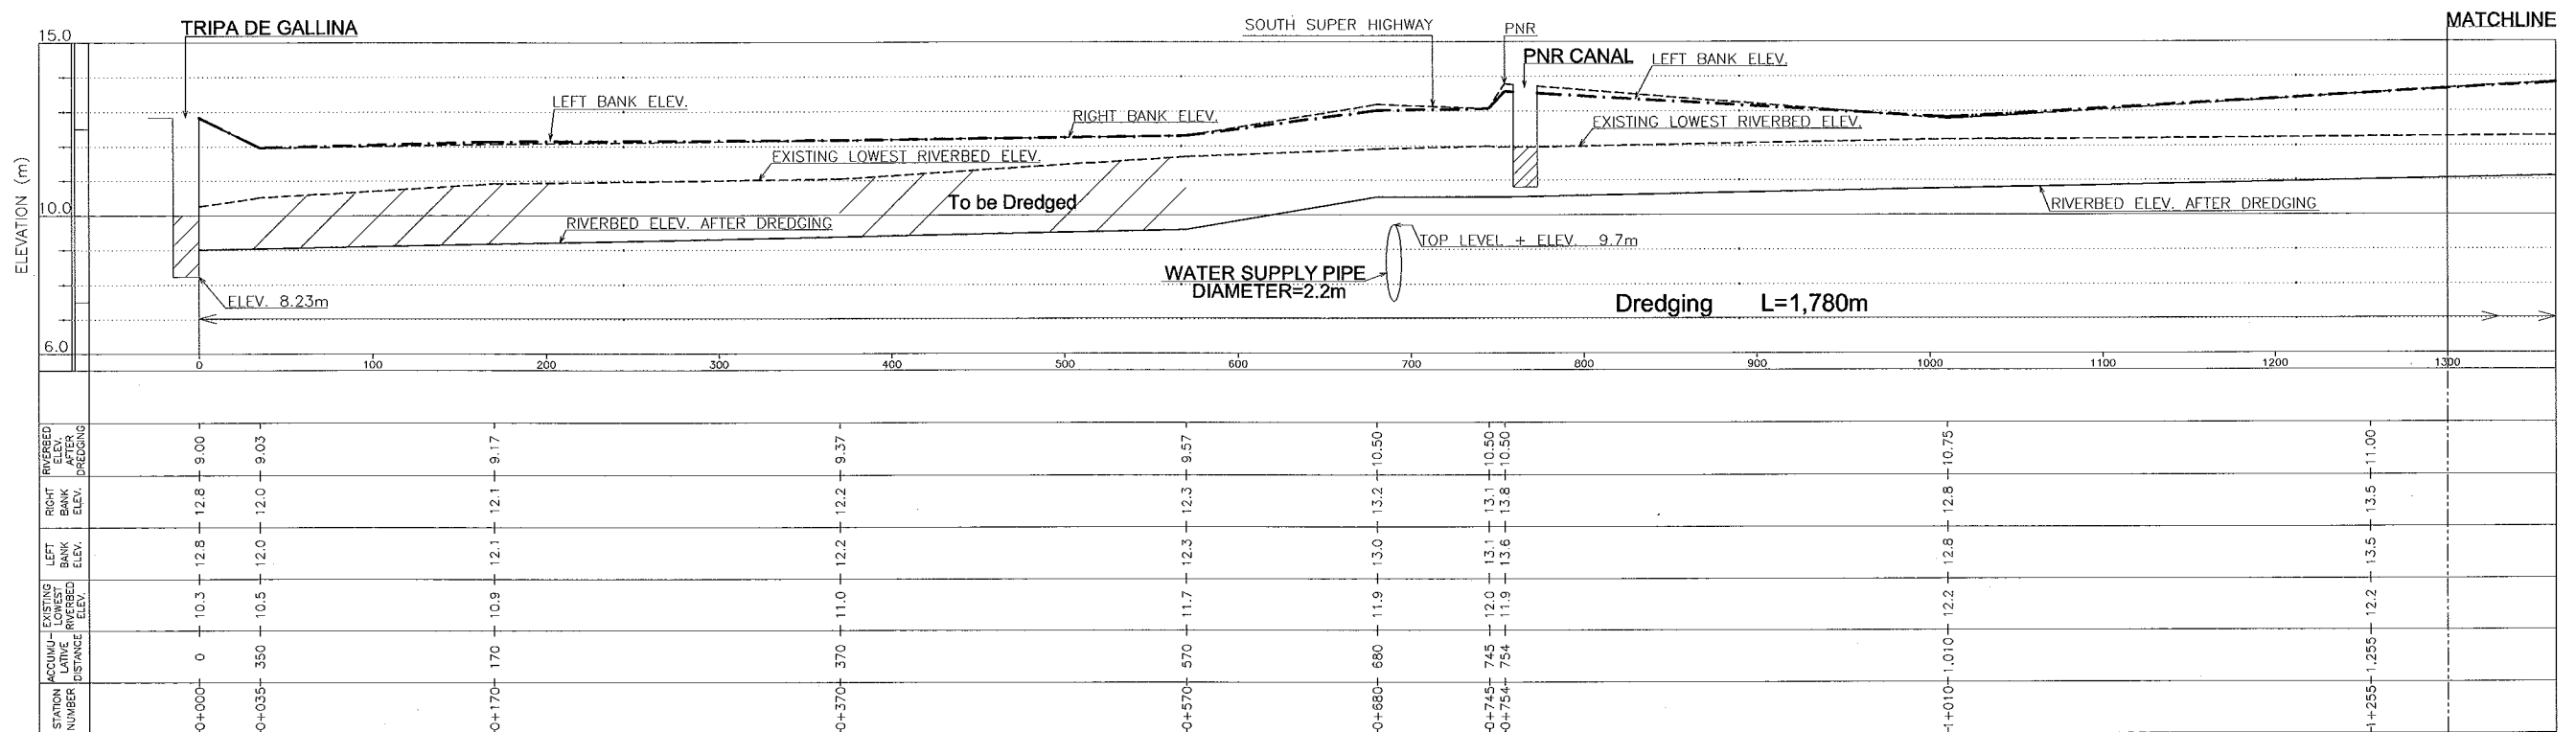 TRIPA DE GALLINA
SOUTH SUPER HIGHWAY
PNR
MATCHLINE
PNR CANAL
LEFT BANK ELEV.
15.0
LEFT BANK ELEV.
RIGHT BANK ELEV.
EXISTING LOWEST RIVERBED ELEV.
EXISTING LOWEST RIVERBED ELEV.
ELEVATION (m)
10.0
To be Dredged
RIVERBED ELEV. AFTER DREDGING
RIVERBED ELEV. AFTER DREDGING
TOP LEVEL + ELEV. 9.7m
WATER SUPPLY PIPE
DIAMETER=2.2m
ELEV. 8.23m
Dredging L=1,780m
6.0
0 100 200 300 400 500 600 700 800 900 1000 1100 1200 1300
RIVERBED
ELEV.
AFTER
DREDGING
9.00 9.03 9.17 9.37 9.57 10.50 10.50 10.50 10.75 11.00
RIGHT
BANK
ELEV.
12.8 12.0 12.1 12.2 12.3 13.2 13.1 13.8 12.8 13.5
LEFT
BANK
ELEV.
12.8 12.0 12.1 12.2 12.3 13.0 13.1 13.6 12.8 13.5
EXISTING
LOWEST
RIVERBED
ELEV.
10.3 10.5 10.9 11.0 11.7 11.9 12.0 11.9 12.2 12.2
ACCUMU-
LATIVE
DISTANCE
0 350 170 370 570 680 745 754 1.010 1.255
STATION
NUMBER
0+000 0+035 0+170 0+370 0+570 0+680 0+745 0+754 1+010 1+255